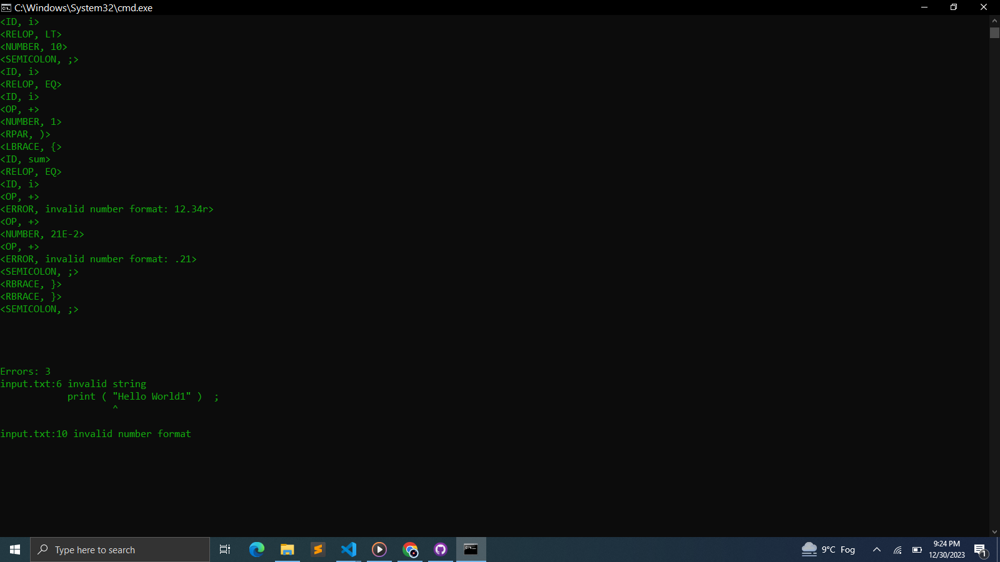 C:\Windows\System32\cmd.exe
<ID, i>
<RELOP, LT>
<NUMBER, 10>
<SEMICOLON, ;>
<ID, i>
<RELOP, EQ>
<ID, i>
<OP, +>
<NUMBER, 1>
<RPAR, )>
<LBRACE, {>
<ID, sum>
<RELOP, EQ>
<ID, i>
<OP, +>
<ERROR, invalid number format: 12.34r>
<OP, +>
<NUMBER, 21E-2>
<OP, +>
<ERROR, invalid number format: .21>
<SEMICOLON, ;>
<RBRACE, }>
<RBRACE, }>
<SEMICOLON, ;>
Errors: 3
input.txt:6 invalid string
print ( "Hello World1" )  ;
^
input.txt:10 invalid number format
Type here to search
9°C Fog
9:24 PM
12/30/2023
1